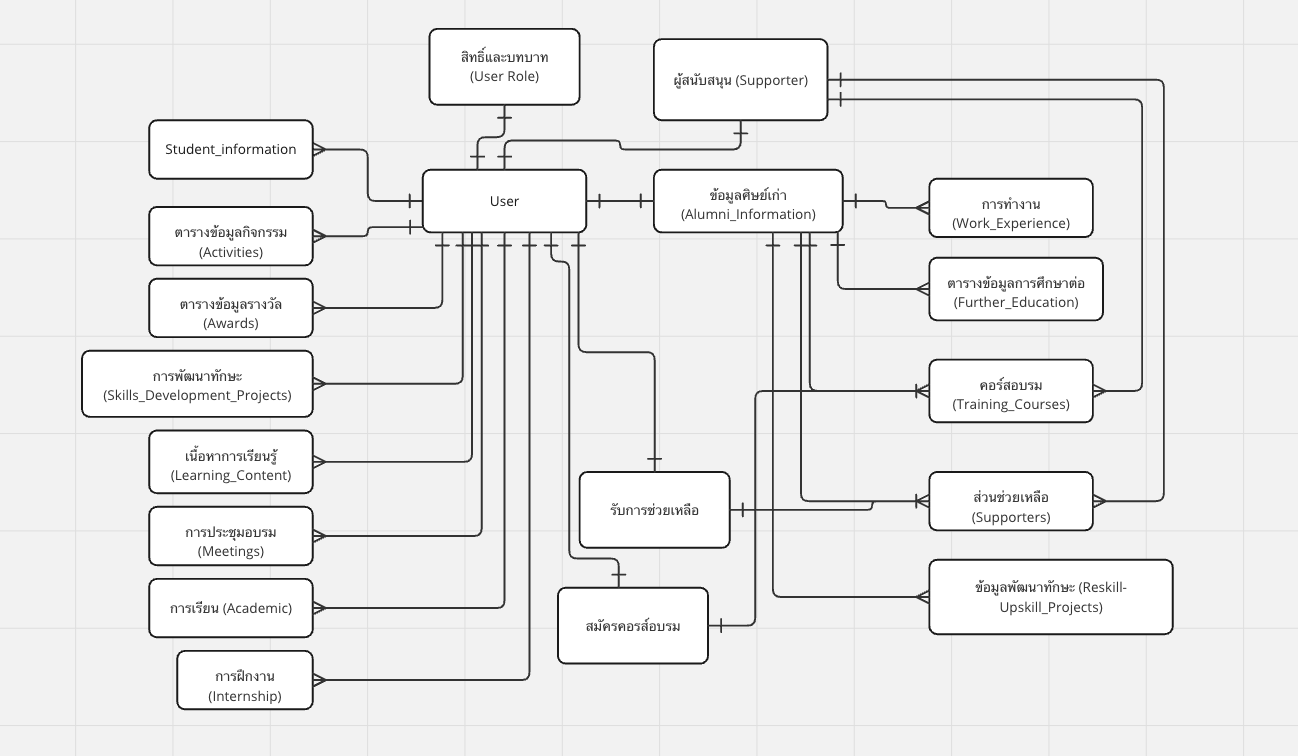 สิทธิ์และบทบาท
(User Role)
ผู้สนับสนุน (Supporter)
Student_information
User
ข้อมูลศิษย์เก่า
(Alumni_Information)
การทำงาน
(Work_Experience)
ตารางข้อมูลกิจกรรม
(Activities)
ตารางข้อมูลการศึกษาต่อ
(Further_Education)
ตารางข้อมูลรางวัล
(Awards)
การพัฒนาทักษะ
(Skills_Development_Projects)
คอร์สอบรม
(Training_Courses)
เนื้อหาการเรียนรู้
(Learning_Content)
รับการช่วยเหลือ
ส่วนช่วยเหลือ
(Supporters)
การประชุมอบรม
(Meetings)
การเรียน (Academic)
สมัครคอรส์อบรม
ข้อมูลพัฒนาทักษะ (Reskill-
Upskill_Projects)
การฝึกงาน
(Internship)